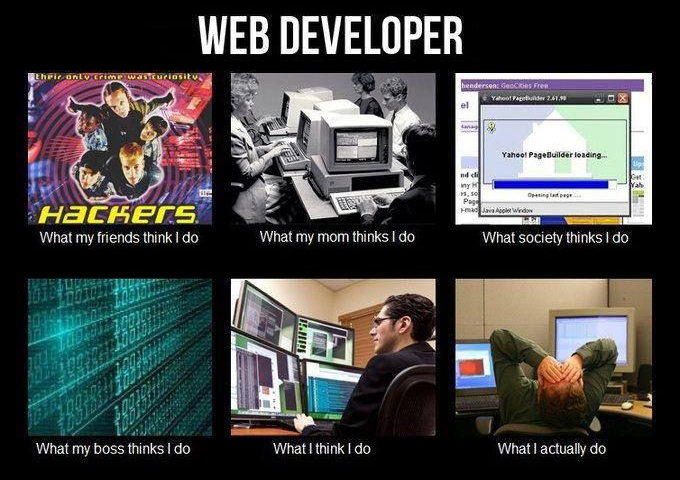 WEB DEVELOPER
their only crime was curiosity
HACKERS
henderson: GeoCities Free
Yahoo! PageBuilder 2.61.90
Yahoo! PageBuilder loading...
Opening last page ....
Java Applet Window
What my friends think I do
What my mom thinks I do
What society thinks I do
What my boss thinks I do
What I think I do
What I actually do